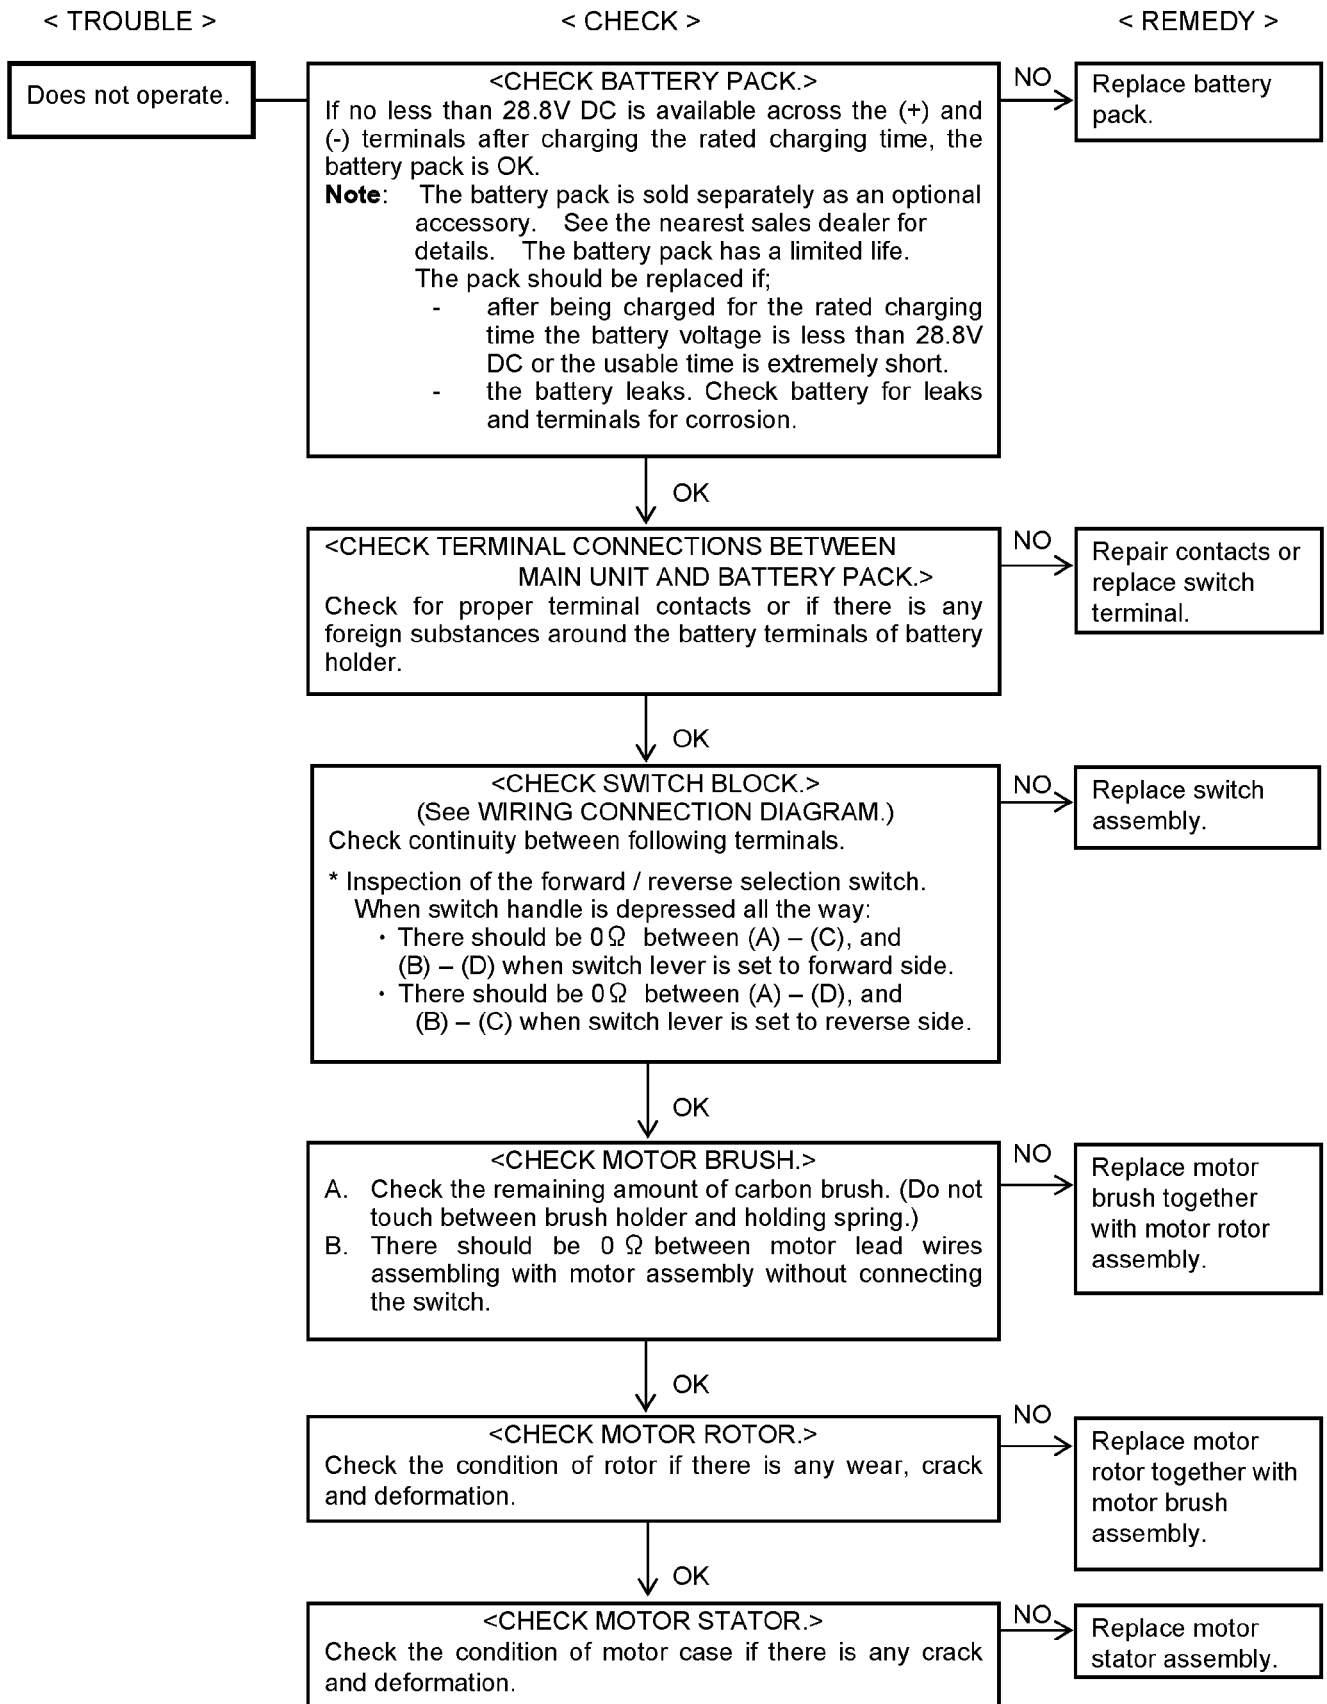 < TROUBLE >
< CHECK >
< REMEDY >
Does not operate.
<CHECK BATTERY PACK.>
If no less than 28.8V DC is available across the (+) and
(-) terminals after charging the rated charging time, the
battery pack is OK.
Note: The battery pack is sold separately as an optional
accessory. See the nearest sales dealer for
details. The battery pack has a limited life.
The pack should be replaced if;
- after being charged for the rated charging
time the battery voltage is less than 28.8V
DC or the usable time is extremely short.
- the battery leaks. Check battery for leaks
and terminals for corrosion.
NO
Replace battery
pack.
OK
<CHECK TERMINAL CONNECTIONS BETWEEN
MAIN UNIT AND BATTERY PACK.>
Check for proper terminal contacts or if there is any
foreign substances around the battery terminals of battery
holder.
NO
Repair contacts or
replace switch
terminal.
OK
<CHECK SWITCH BLOCK.>
(See WIRING CONNECTION DIAGRAM.)
Check continuity between following terminals.
* Inspection of the forward / reverse selection switch.
When switch handle is depressed all the way:
・ There should be 0Ω between (A) – (C), and
(B) – (D) when switch lever is set to forward side.
・ There should be 0Ω between (A) – (D), and
(B) – (C) when switch lever is set to reverse side.
NO
Replace switch
assembly.
OK
<CHECK MOTOR BRUSH.>
A. Check the remaining amount of carbon brush. (Do not
touch between brush holder and holding spring.)
B. There should be 0 Ω between motor lead wires
assembling with motor assembly without connecting
the switch.
NO
Replace motor
brush together
with motor rotor
assembly.
OK
<CHECK MOTOR ROTOR.>
Check the condition of rotor if there is any wear, crack
and deformation.
NO
Replace motor
rotor together with
motor brush
assembly.
OK
<CHECK MOTOR STATOR.>
Check the condition of motor case if there is any crack
and deformation.
NO
Replace motor
stator assembly.